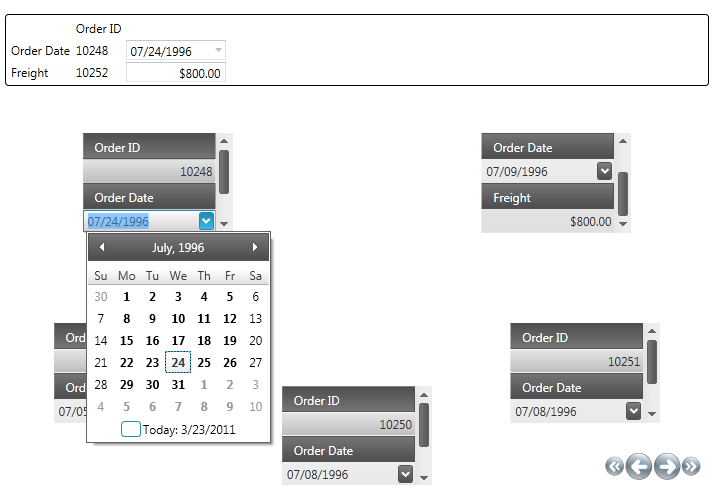 Order ID
Order Date 10248 07/24/1996
Freight 10252 $800.00
Order ID
10248
Order Date
07/24/1996
Order Date
07/09/1996
Freight
$800.00
July, 1996
Su Mo Tu We Th Fr Sa
30 1 2 3 4 5 6
7 8 9 10 11 12 13
14 15 16 17 18 19 20
21 22 23 24 25 26 27
28 29 30 31 1 2 3
4 5 6 7 8 9 10
Today: 3/23/2011
Ord
Ord
07/05
Order ID
10250
Order Date
07/08/1996
Order ID
10251
Order Date
07/08/1996